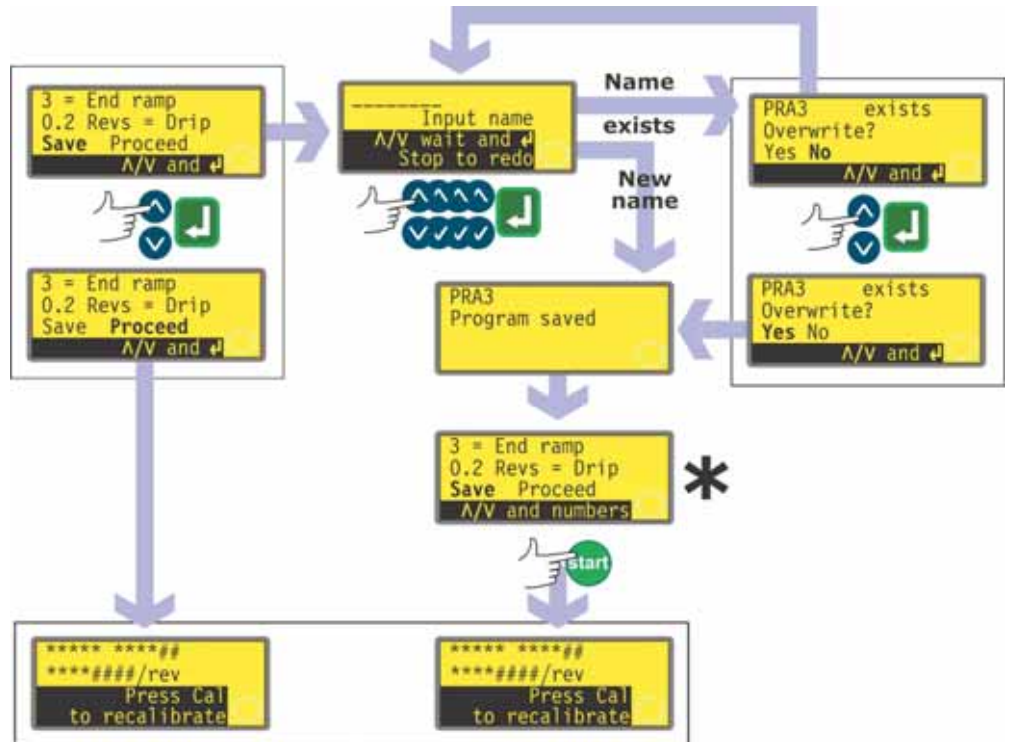 3 = End ramp
0.2 Revs = Drip
Save Proceed
Λ/V and ↵
3 = End ramp
0.2 Revs = Drip
Save Proceed
Λ/V and ↵
________
Input name
Λ/V wait and ↵
Stop to redo
Name
exists
New
name
PRA3 exists
Overwrite?
Yes No
Λ/V and ↵
PRA3 exists
Overwrite?
Yes No
Λ/V and ↵
PRA3
Program saved
3 = End ramp
0.2 Revs = Drip
Save Proceed
Λ/V and numbers
*
start
***** ****##
****####/rev
Press Cal
to recalibrate
***** ****##
****####/rev
Press Cal
to recalibrate